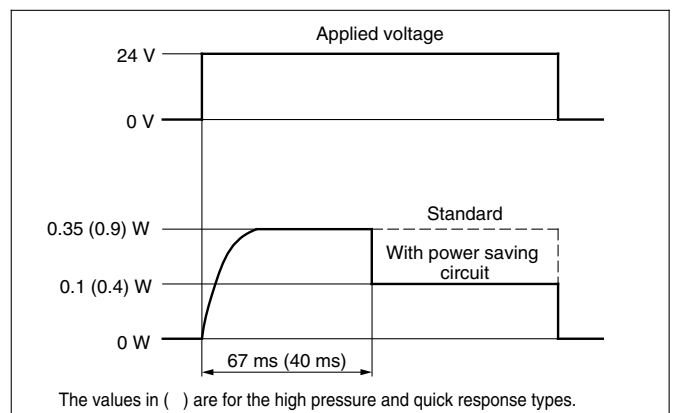 Applied voltage
24 V
0 V
0.35 (0.9) W
Standard
With power saving
circuit
0.1 (0.4) W
0 W
67 ms (40 ms)
The values in ( ) are for the high pressure and quick response types.